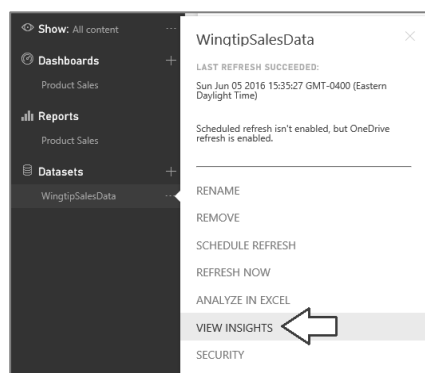 Show: All content ...
Dashboards +
Product Sales
Reports
Product Sales
Datasets +
WingtipSalesData ...
WingtipSalesData
LAST REFRESH SUCCEEDED:
Sun Jun 05 2016 15:35:27 GMT-0400 (Eastern
Daylight Time)
Scheduled refresh isn't enabled, but OneDrive
refresh is enabled.
RENAME
REMOVE
SCHEDULE REFRESH
REFRESH NOW
ANALYZE IN EXCEL
VIEW INSIGHTS
SECURITY